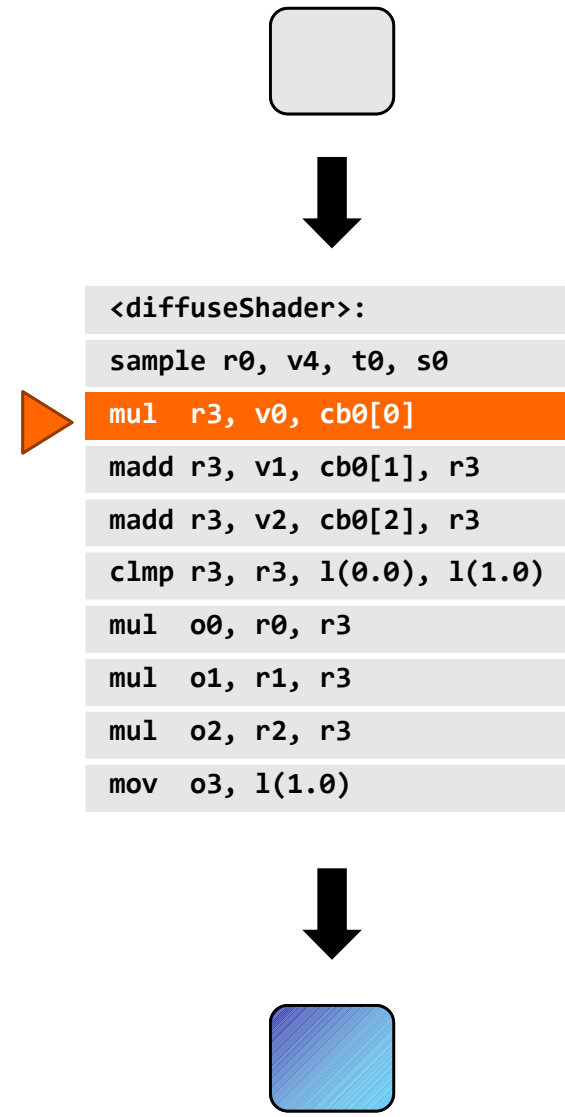 <diffuseShader>:
sample r0, v4, t0, s0
mul  r3, v0, cb0[0]
madd r3, v1, cb0[1], r3
madd r3, v2, cb0[2], r3
clmp r3, r3, l(0.0), l(1.0)
mul  o0, r0, r3
mul  o1, r1, r3
mul  o2, r2, r3
mov  o3, l(1.0)